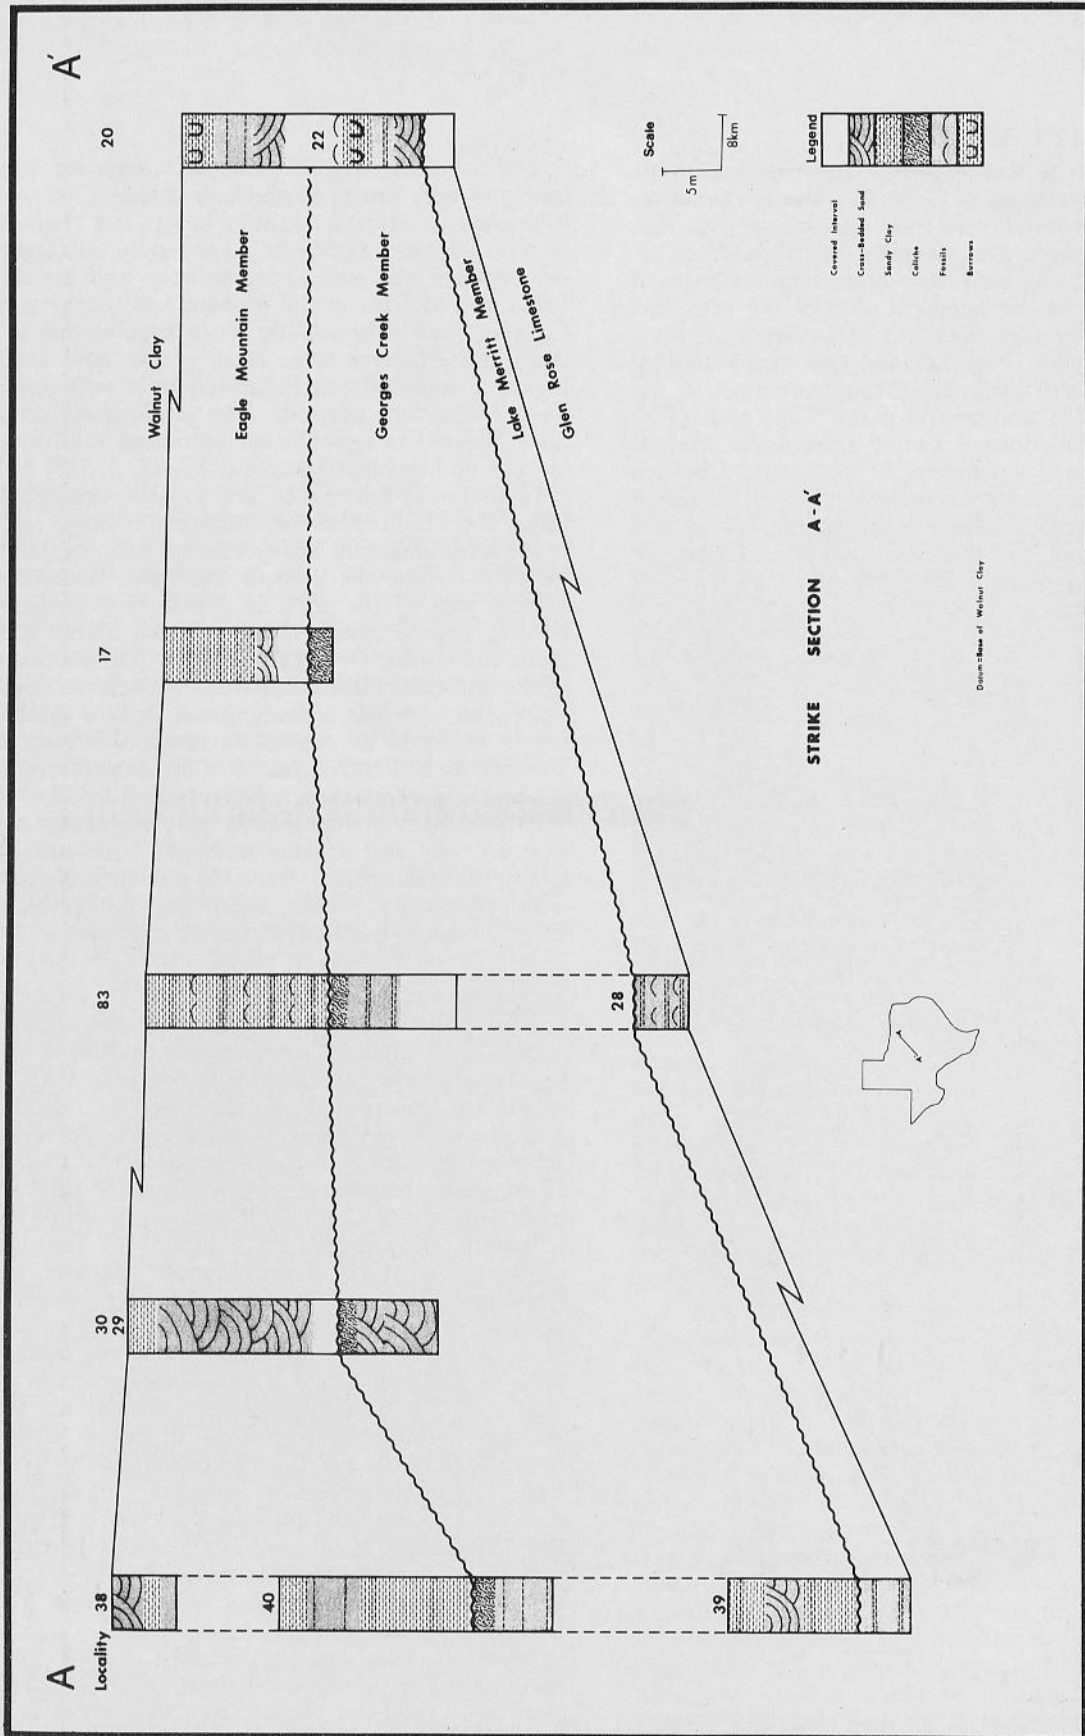 A
A′
Locality
38
30
29
83
17
20
Walnut Clay
Eagle Mountain Member
22
Georges Creek Member
40
Lake Merritt Member
28
Glen Rose Limestone
39
STRIKE SECTION A-A′
Datum=Base of Walnut Clay
Scale
5m
8km
Legend
Covered Interval
Cross-Bedded Sand
Sandy Clay
Caliche
Fossils
Burrows